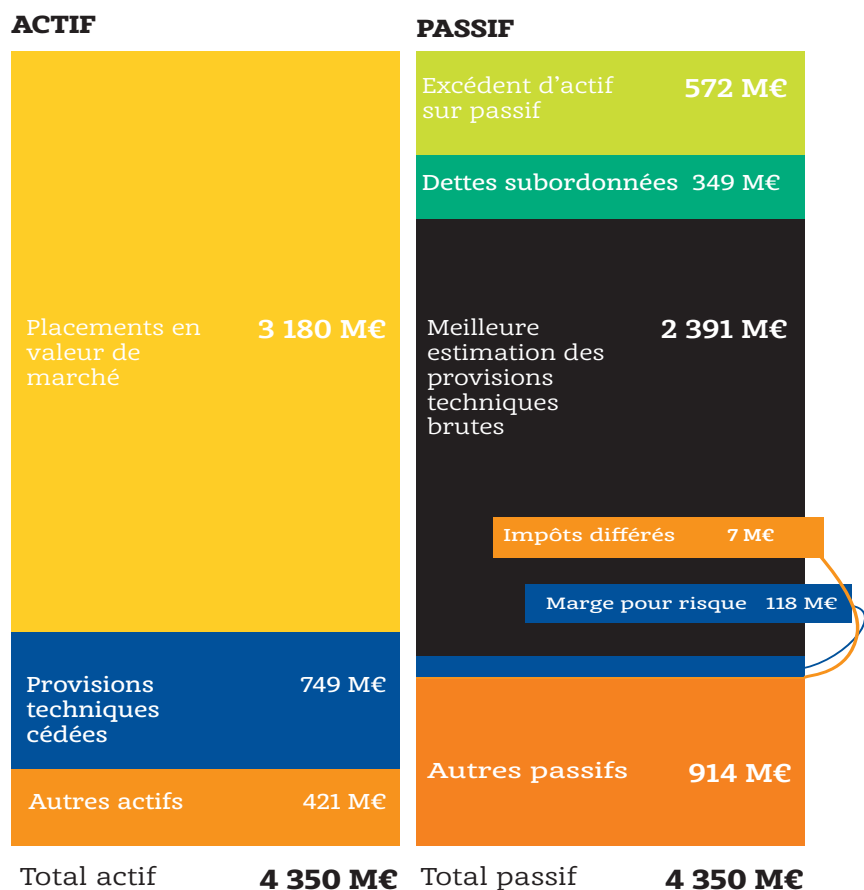 ACTIF
Placements en
valeur de
marché
3 180 M€
Provisions
techniques
cédées
749 M€
Autres actifs 421 M€
Total actif 4 350 M€
PASSIF
Excédent d'actif
sur passif
572 M€
Dettes subordonnées 349 M€
Meilleure
estimation des
provisions
techniques
brutes
2 391 M€
Impôts différés 7 M€
Marge pour risque 118 M€
Autres passifs 914 M€
Total passif 4 350 M€